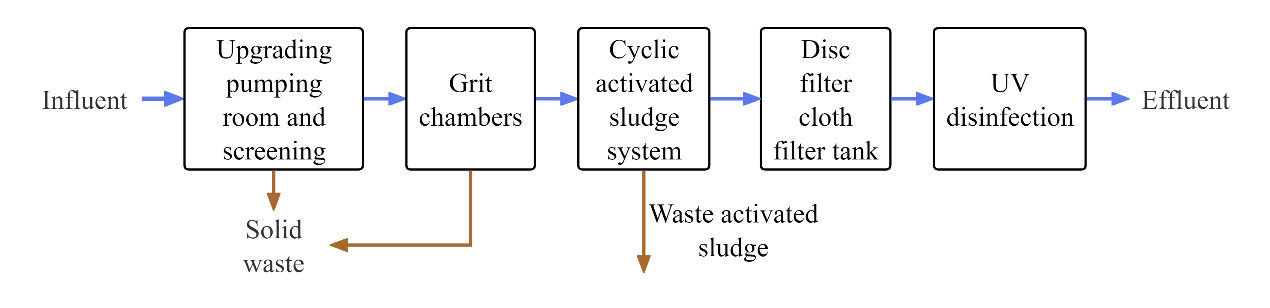 Influent
Upgrading
pumping
room and
screening
Grit
chambers
Cyclic
activated
sludge
system
Disc
filter
cloth
filter tank
UV
disinfection
Effluent
Solid
waste
Waste activated
sludge